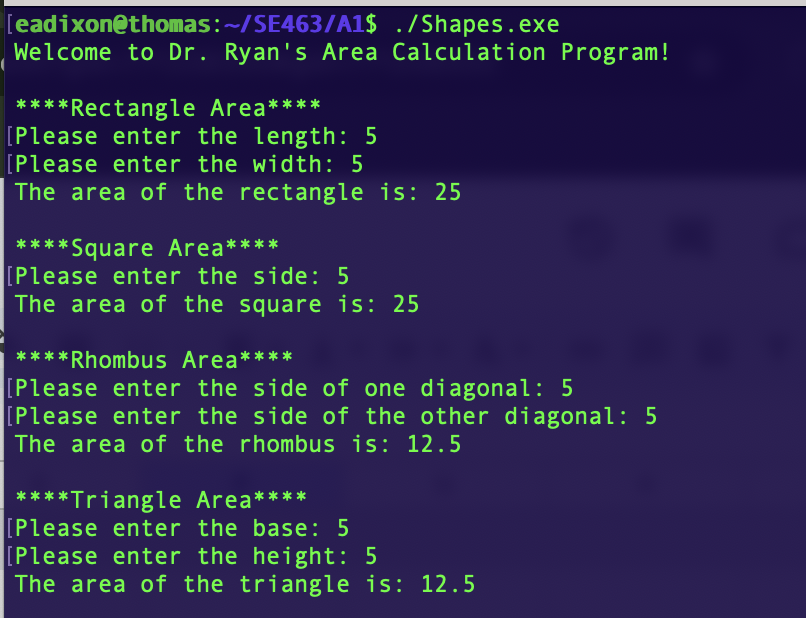 [eadixon@thomas:~/SE463/A1$ ./Shapes.exe
Welcome to Dr. Ryan's Area Calculation Program!

****Rectangle Area****
[Please enter the length: 5
[Please enter the width: 5
The area of the rectangle is: 25

****Square Area****
[Please enter the side: 5
The area of the square is: 25

****Rhombus Area****
[Please enter the side of one diagonal: 5
[Please enter the side of the other diagonal: 5
The area of the rhombus is: 12.5

****Triangle Area****
[Please enter the base: 5
[Please enter the height: 5
The area of the triangle is: 12.5